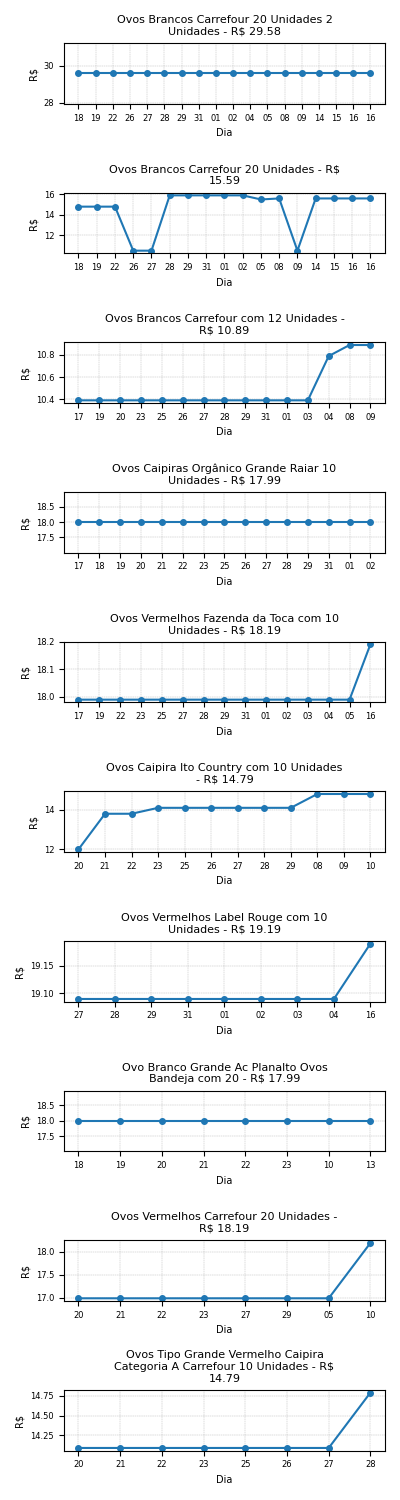 Ovos Brancos Carrefour 20 Unidades 2
Unidades - R$ 29.58
R$
30
28
18 19 22 26 27 28 29 31 01 02 04 05 08 09 14 15 16 16
Dia
Ovos Brancos Carrefour 20 Unidades - R$
15.59
R$
16
14
12
18 19 22 26 27 28 29 31 01 02 05 08 09 14 15 16 16
Dia
Ovos Brancos Carrefour com 12 Unidades -
R$ 10.89
R$
10.8
10.6
10.4
17 19 20 23 25 26 27 28 29 31 01 03 04 08 09
Dia
Ovos Caipiras Orgânico Grande Raiar 10
Unidades - R$ 17.99
R$
18.5
18.0
17.5
17 18 19 20 21 22 23 25 26 27 28 29 31 01 02
Dia
Ovos Vermelhos Fazenda da Toca com 10
Unidades - R$ 18.19
R$
18.2
18.1
18.0
17 19 22 23 25 27 28 29 31 01 02 03 04 05 16
Dia
Ovos Caipira Ito Country com 10 Unidades
- R$ 14.79
R$
14
12
20 21 22 23 25 26 27 28 29 08 09 10
Dia
Ovos Vermelhos Label Rouge com 10
Unidades - R$ 19.19
R$
19.15
19.10
27 28 29 31 01 02 03 04 16
Dia
Ovo Branco Grande Ac Planalto Ovos
Bandeja com 20 - R$ 17.99
R$
18.5
18.0
17.5
18 19 20 21 22 23 10 13
Dia
Ovos Vermelhos Carrefour 20 Unidades -
R$ 18.19
R$
18.0
17.5
17.0
20 21 22 23 27 29 05 10
Dia
Ovos Tipo Grande Vermelho Caipira
Categoria A Carrefour 10 Unidades - R$
14.79
R$
14.75
14.50
14.25
20 21 22 23 25 26 27 28
Dia